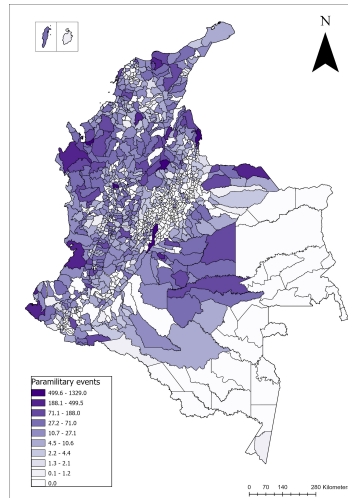 N
Paramilitary events
499.6 - 1329.0
188.1 - 499.5
71.1 - 188.0
27.2 - 71.0
10.7 - 27.1
4.5 - 10.6
2.2 - 4.4
1.3 - 2.1
0.1 - 1.2
0.0
0 70 140 280 Kilometers